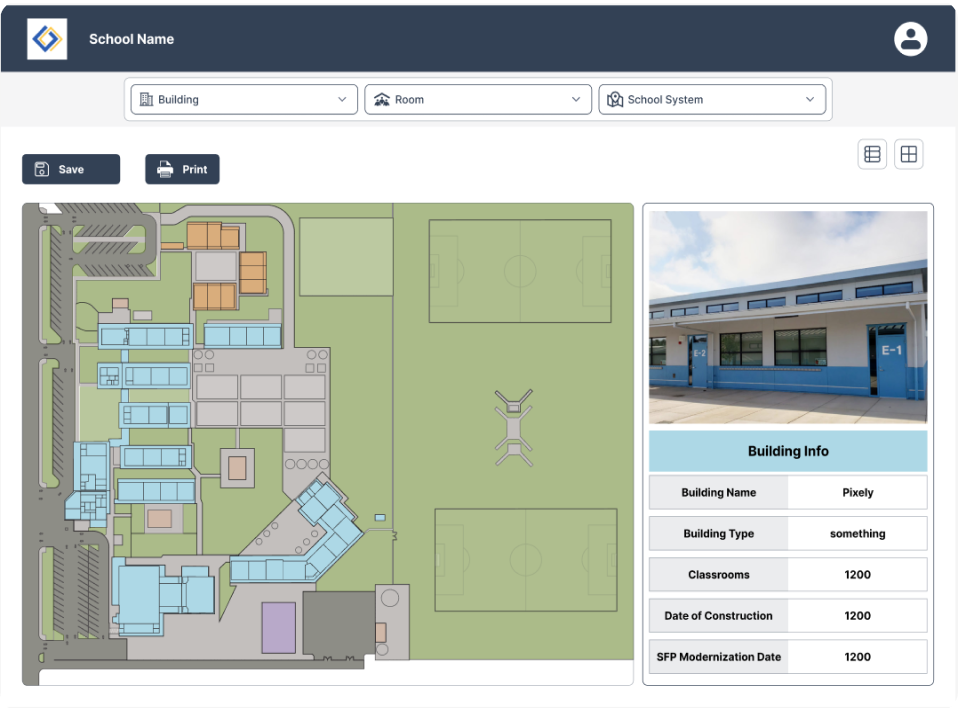 School Name
Building
Room
School System
Save
Print
E-2
E-1
Building Info
Building Name Pixely
Building Type something
Classrooms 1200
Date of Construction 1200
SFP Modernization Date 1200